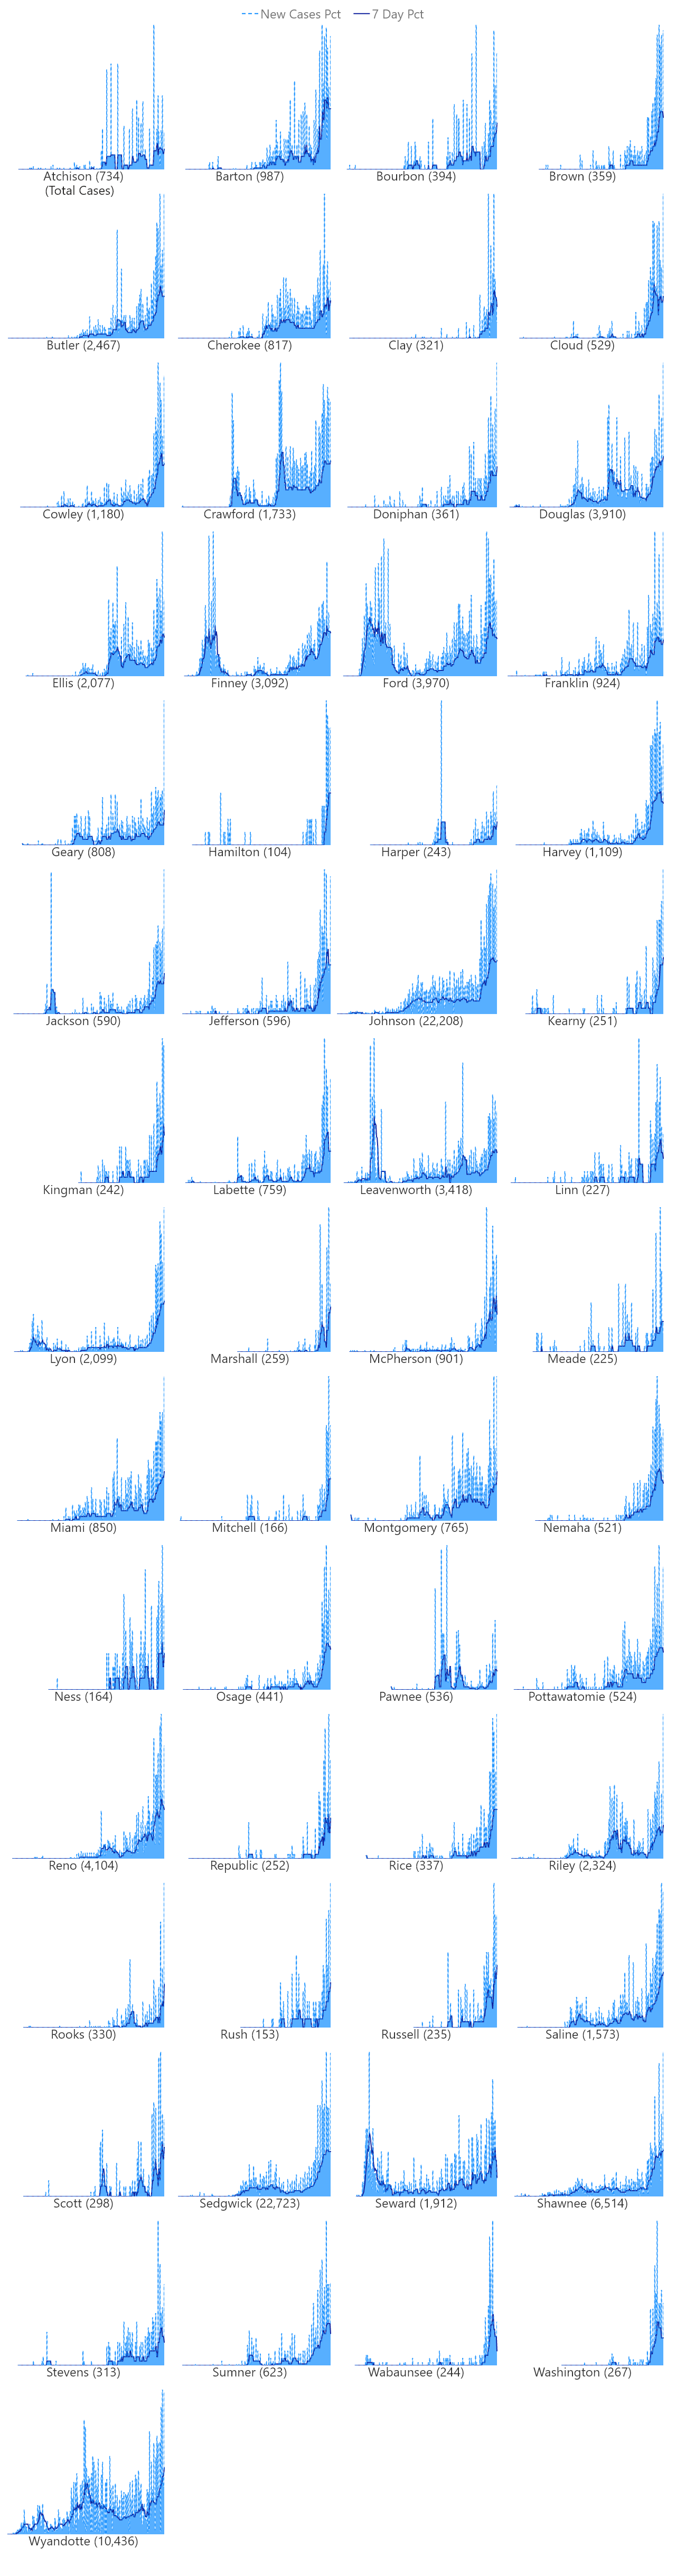 New Cases Pct 7 Day Pct
Atchison (734) Barton (987) Bourbon (394) Brown (359)
(Total Cases)
Butler (2,467) Cherokee (817) Clay (321) Cloud (529)
Cowley (1,180) Crawford (1,733) Doniphan (361) Douglas (3,910)
Ellis (2,077) Finney (3,092) Ford (3,970) Franklin (924)
Geary (808) Hamilton (104) Harper (243) Harvey (1,109)
Jackson (590) Jefferson (596) Johnson (22,208) Kearny (251)
Kingman (242) Labette (759) Leavenworth (3,418) Linn (227)
Lyon (2,099) Marshall (259) McPherson (901) Meade (225)
Miami (850) Mitchell (166) Montgomery (765) Nemaha (521)
Ness (164) Osage (441) Pawnee (536) Pottawatomie (524)
Reno (4,104) Republic (252) Rice (337) Riley (2,324)
Rooks (330) Rush (153) Russell (235) Saline (1,573)
Scott (298) Sedgwick (22,723) Seward (1,912) Shawnee (6,514)
Stevens (313) Sumner (623) Wabaunsee (244) Washington (267)
Wyandotte (10,436)